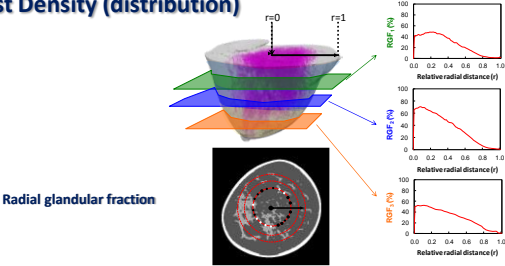 st Density (distribution)
r=0 r=1
Radial glandular fraction
100
80
60
40
20
0
RGF₁ (%)
0.0 0.2 0.4 0.6 0.8 1.0
Relative radial distance (r)
100
80
60
40
20
0
RGF₂ (%)
0.0 0.2 0.4 0.6 0.8 1.0
Relative radial distance (r)
100
80
60
40
20
0
RGF₃ (%)
0.0 0.2 0.4 0.6 0.8 1.0
Relative radial distance (r)